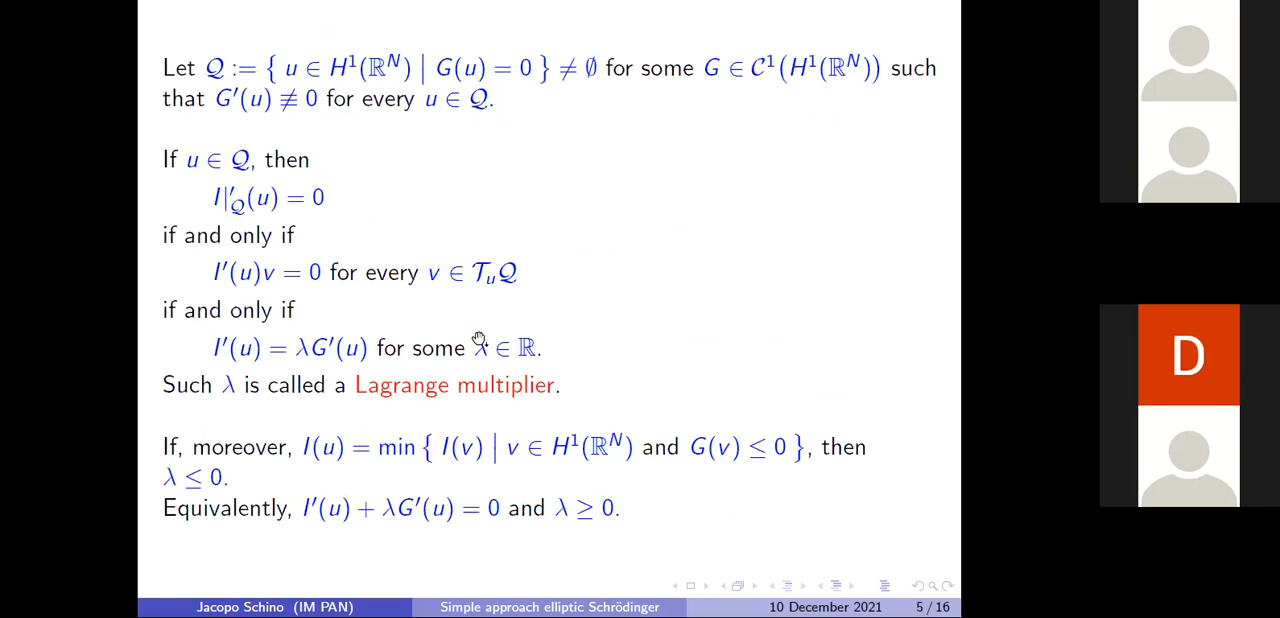 Let 𝒬 := { u ∈ H¹(ℝᴺ) | G(u) = 0 } ≠ ∅ for some G ∈ 𝒞¹(H¹(ℝᴺ)) such
that G′(u) ≢ 0 for every u ∈ 𝒬.
If u ∈ 𝒬, then
I|′_𝒬(u) = 0
if and only if
I′(u)v = 0 for every v ∈ 𝒯ᵤ𝒬
if and only if
I′(u) = λG′(u) for some λ ∈ ℝ.
Such λ is called a Lagrange multiplier.
If, moreover, I(u) = min { I(v) | v ∈ H¹(ℝᴺ) and G(v) ≤ 0 }, then
λ ≤ 0.
Equivalently, I′(u) + λG′(u) = 0 and λ ≥ 0.
D
Jacopo Schino (IM PAN) Simple approach elliptic Schrödinger 10 December 2021 5 / 16